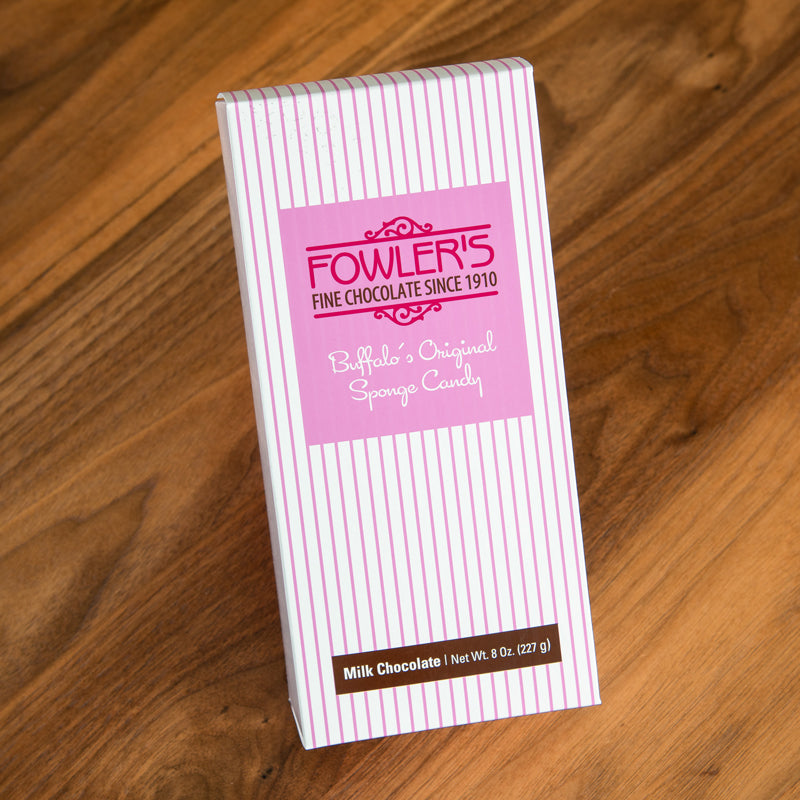 FOWLER'S
FINE CHOCOLATE SINCE 1910
Buffalo´s Original
Sponge Candy
Milk Chocolate | Net Wt. 8 Oz. (227 g)